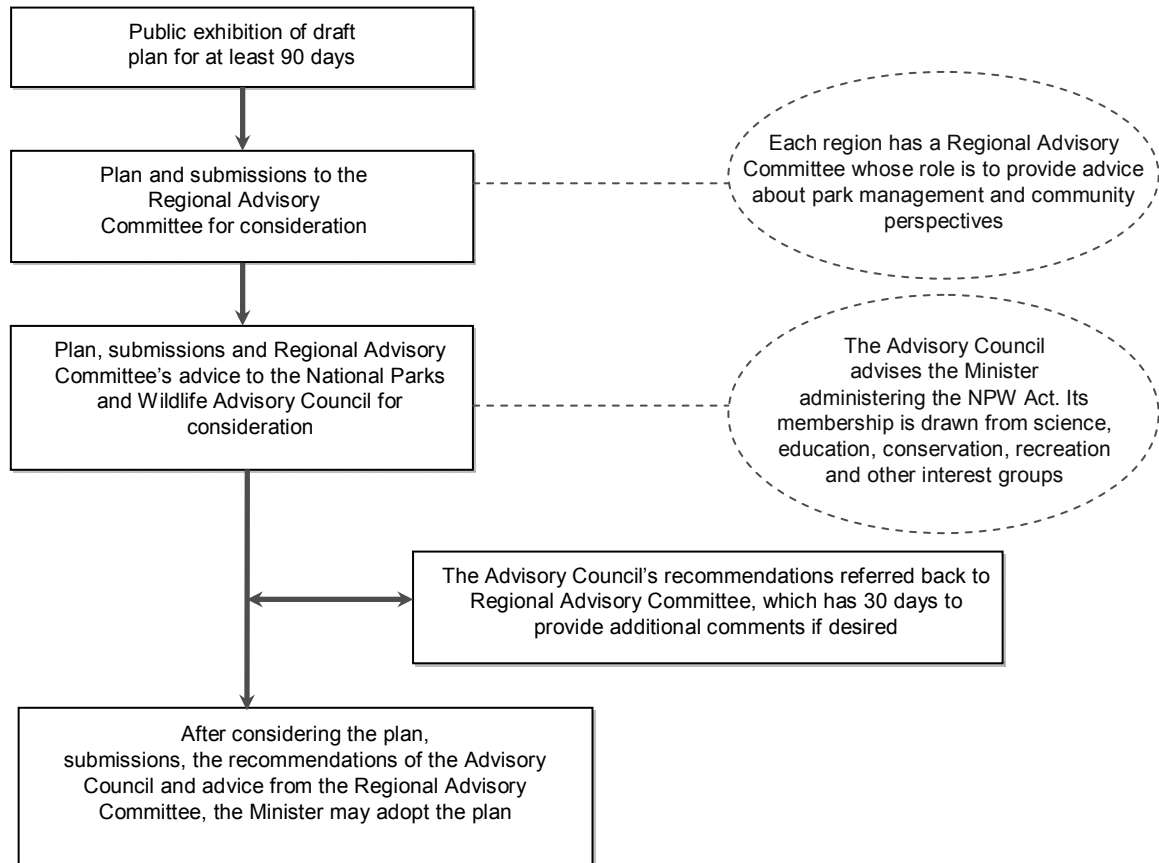 Public exhibition of draft
plan for at least 90 days
Plan and submissions to the
Regional Advisory
Committee for consideration
Each region has a Regional Advisory
Committee whose role is to provide advice
about park management and community
perspectives
Plan, submissions and Regional Advisory
Committee's advice to the National Parks
and Wildlife Advisory Council for
consideration
The Advisory Council
advises the Minister
administering the NPW Act. Its
membership is drawn from science,
education, conservation, recreation
and other interest groups
The Advisory Council's recommendations referred back to
Regional Advisory Committee, which has 30 days to
provide additional comments if desired
After considering the plan,
submissions, the recommendations of the Advisory
Council and advice from the Regional Advisory
Committee, the Minister may adopt the plan